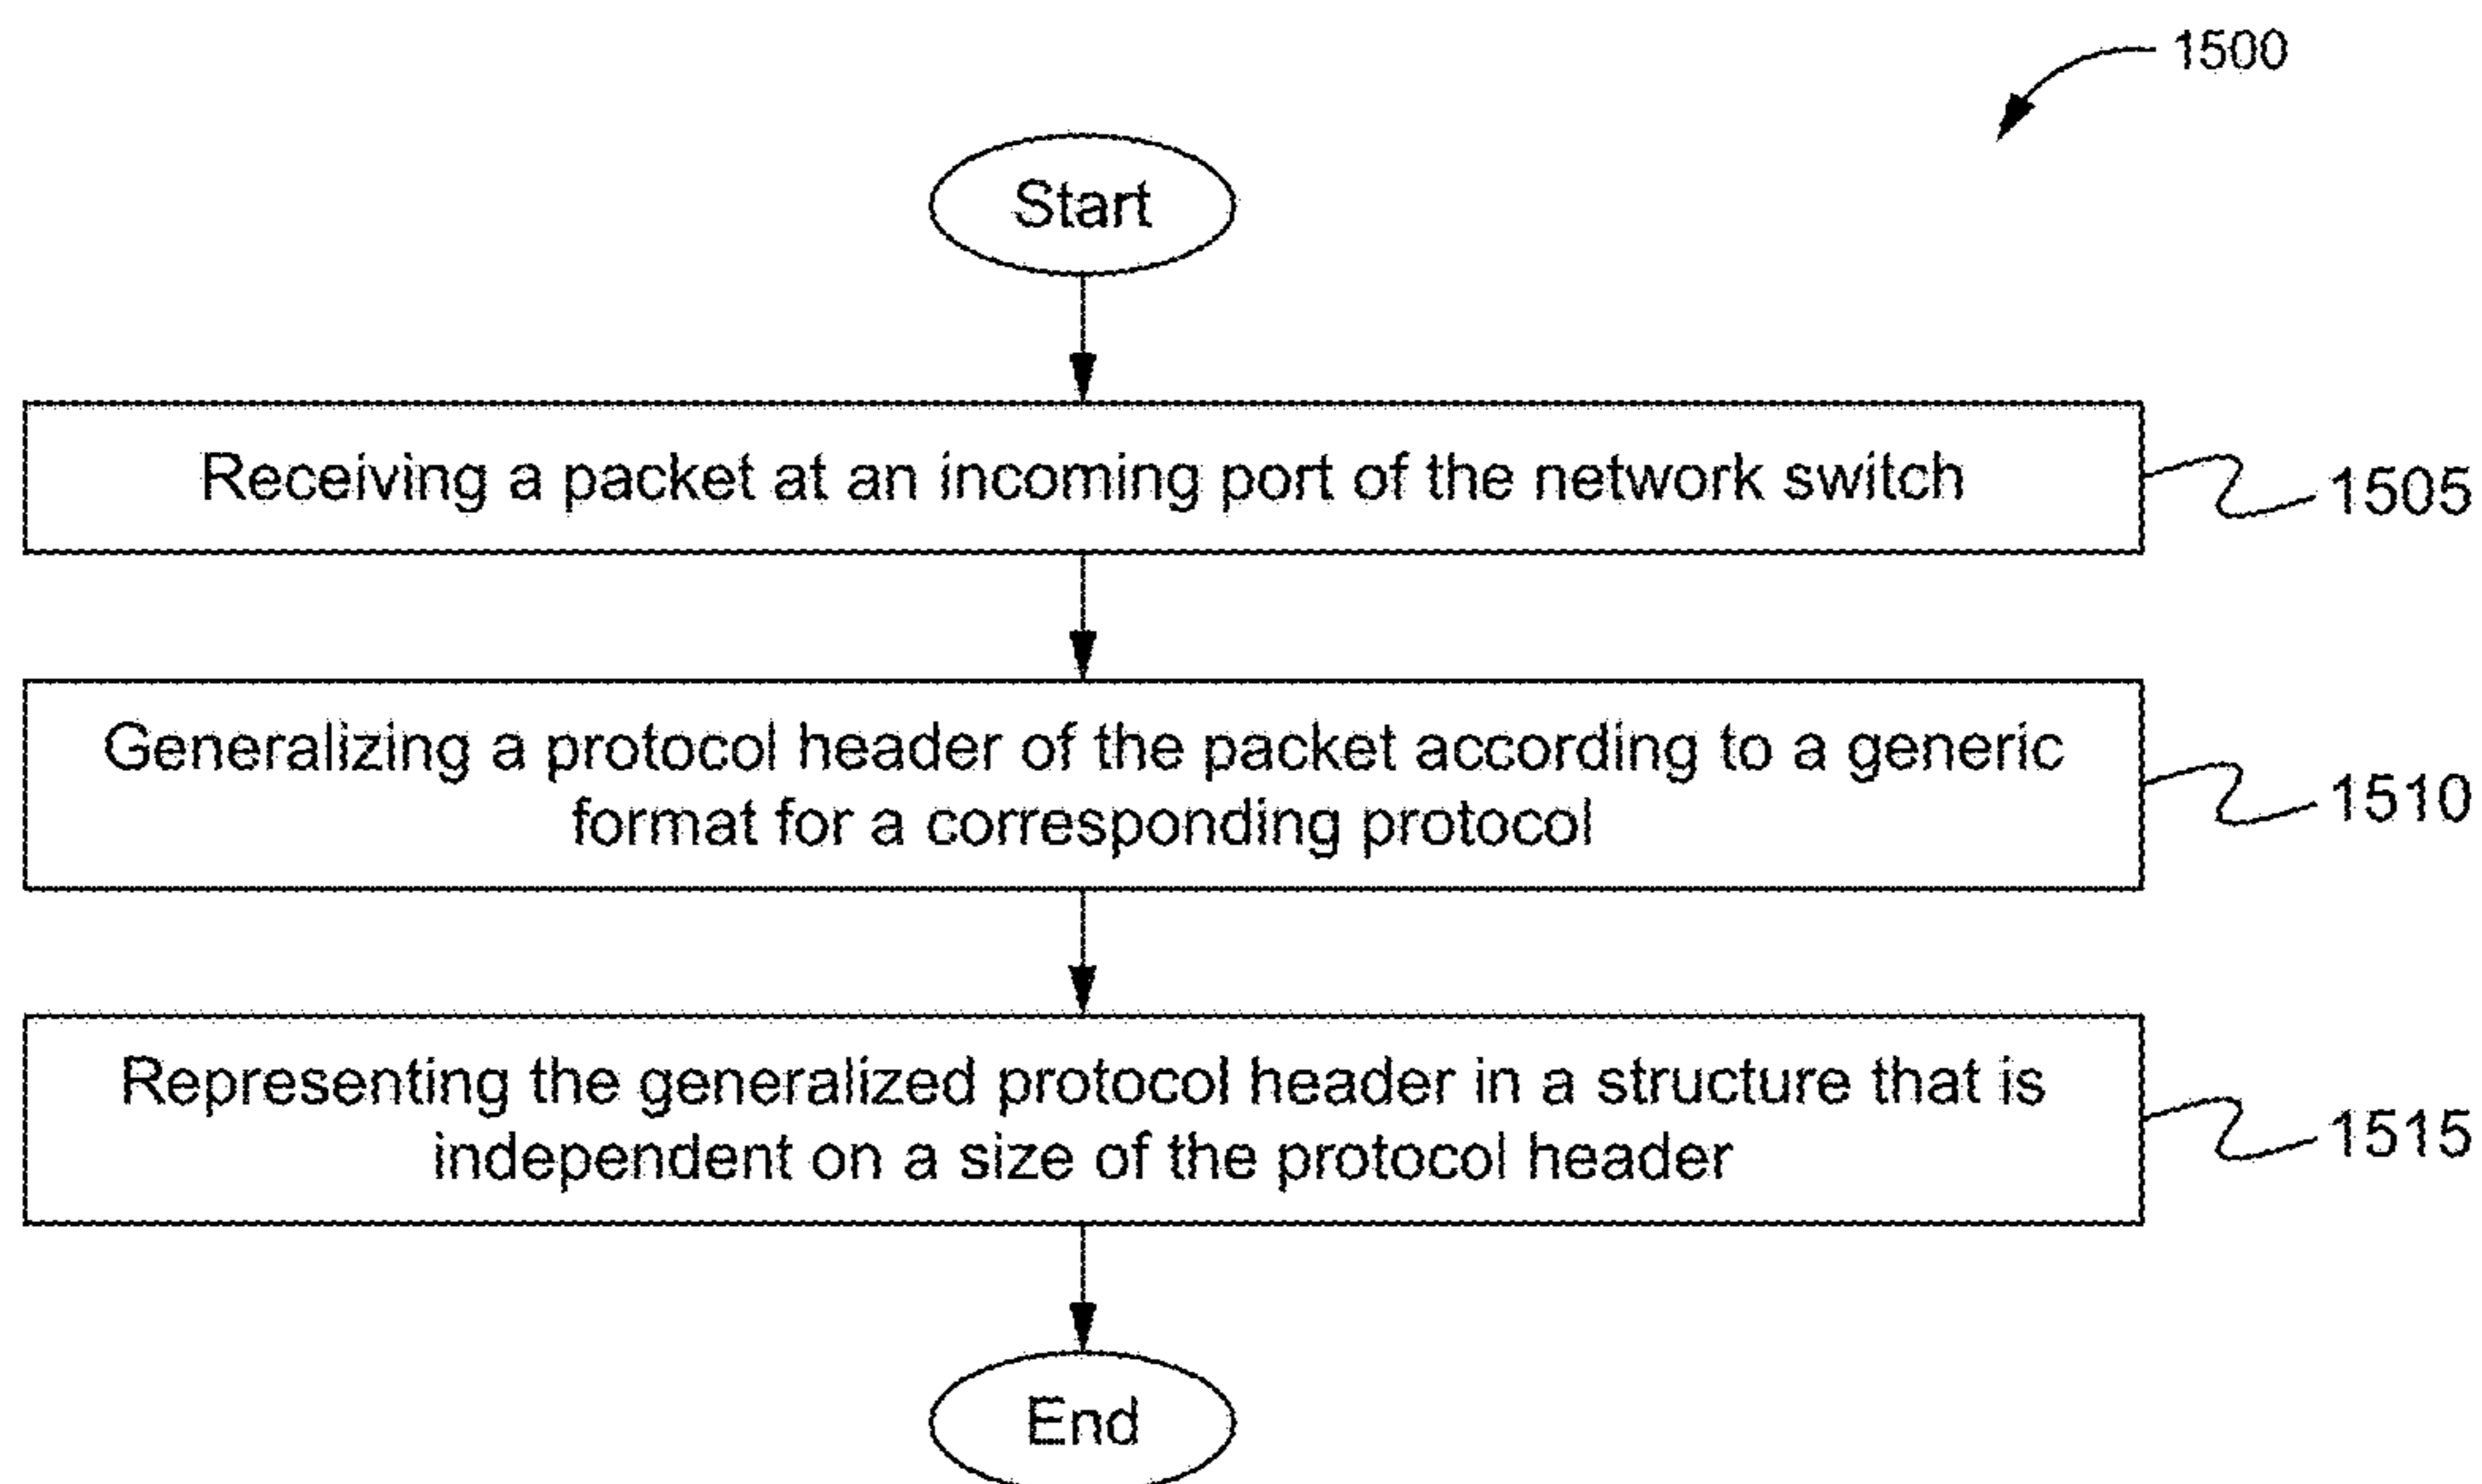 1500
Start
Receiving a packet at an incoming port of the network switch
1505
Generalizing a protocol header of the packet according to a generic
format for a corresponding protocol
1510
Representing the generalized protocol header in a structure that is
independent on a size of the protocol header
1515
End